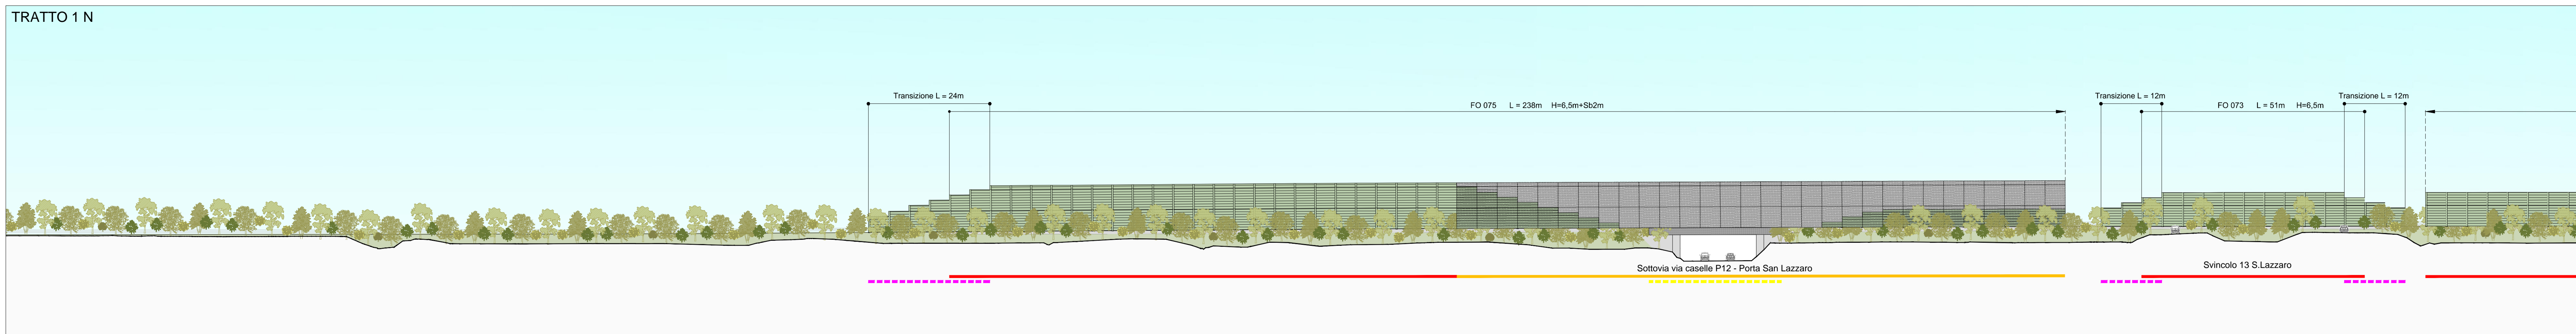 TRATTO 1 N
Transizione L = 24m
FO 075 L = 238m H=6,5m+Sb2m
Transizione L = 12m
FO 073 L = 51m H=6,5m
Transizione L = 12m
Sottovia via caselle P12 - Porta San Lazzaro
Svincolo 13 S.Lazzaro